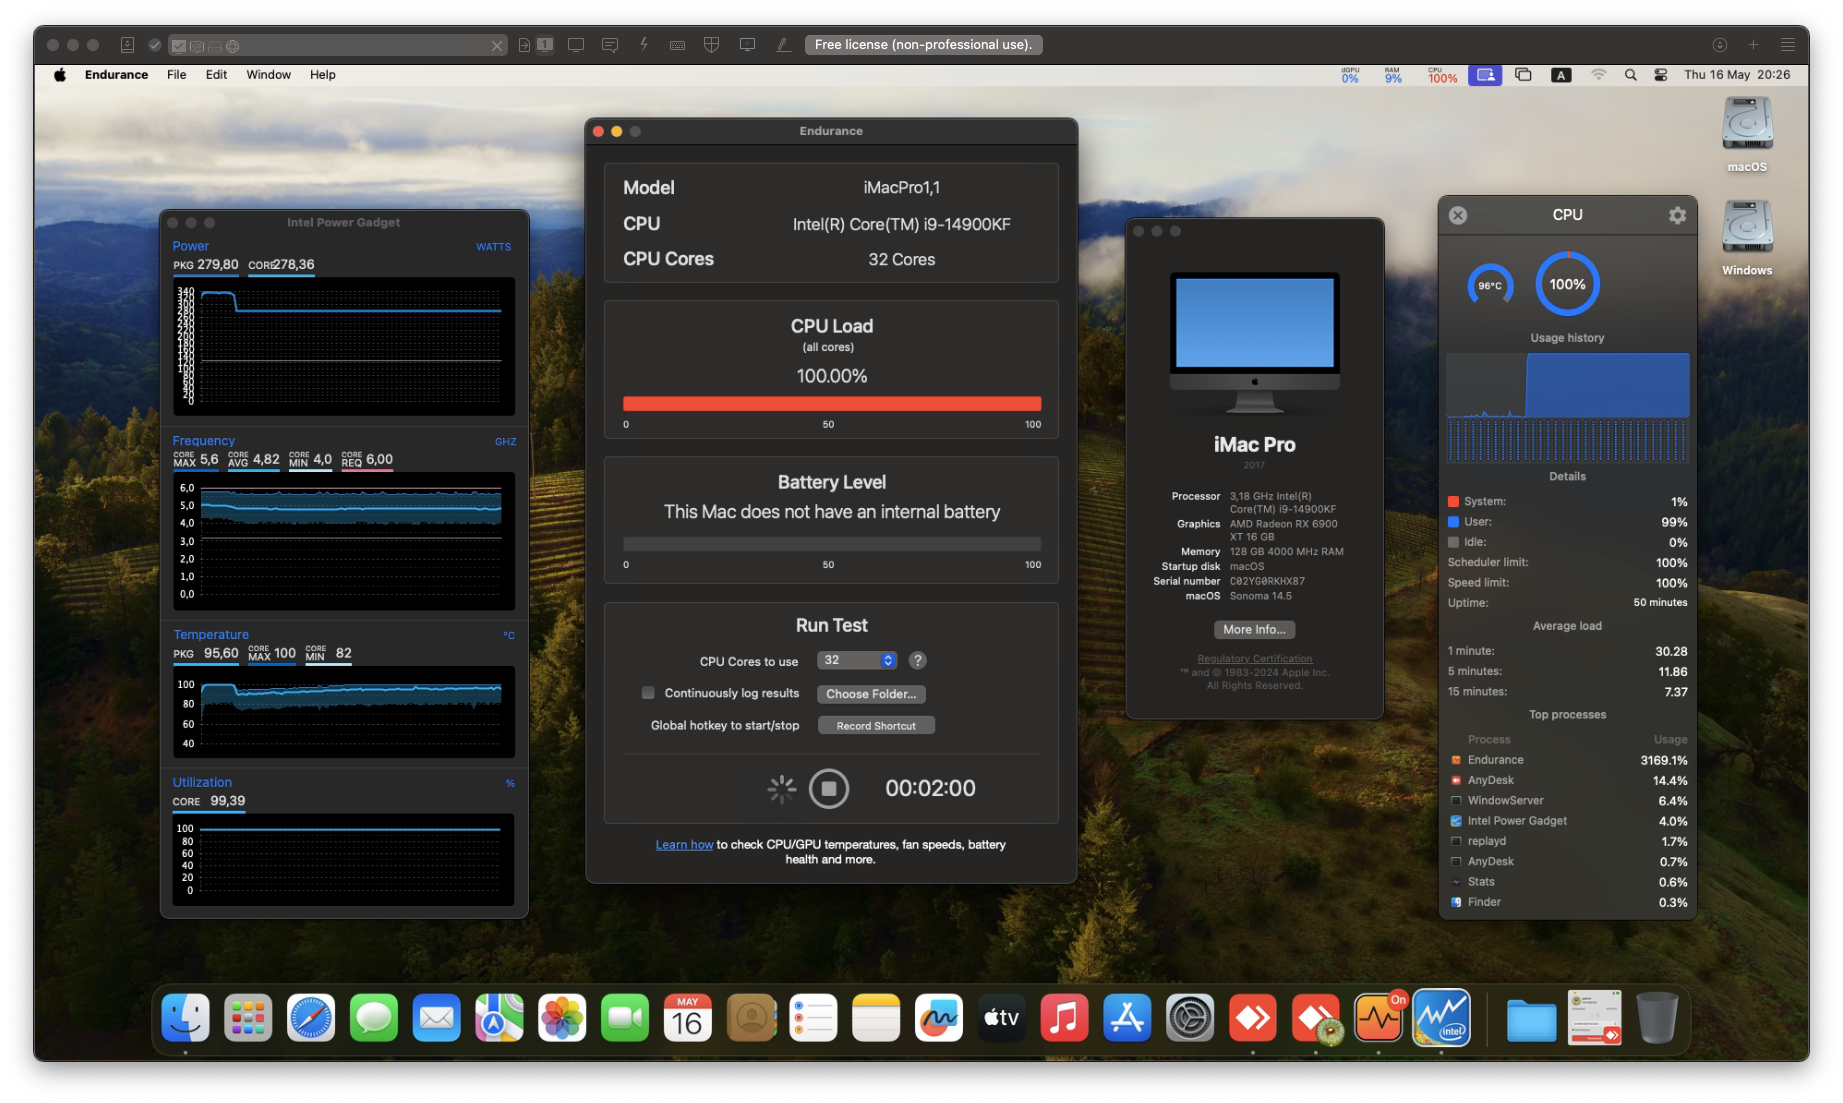 1
Free license (non-professional use).
Endurance File Edit Window Help
dGPU 0% RAM 9% CPU 100% A Thu 16 May 20:26
macOS
Windows
Intel Power Gadget
Power WATTS
PKG 279,80 CORE 278,36
340
320
300
280
260
240
220
200
180
160
140
120
100
80
60
40
20
0
Frequency GHZ
CORE MAX 5,6 CORE AVG 4,82 CORE MIN 4,0 CORE REQ 6,00
6,0
5,0
4,0
3,0
2,0
1,0
0,0
Temperature °C
PKG 95,60 CORE MAX 100 CORE MIN 82
100
80
60
40
Utilization %
CORE 99,39
100
80
60
40
20
0
Endurance
Model iMacPro1,1
CPU Intel(R) Core(TM) i9-14900KF
CPU Cores 32 Cores
CPU Load
(all cores)
100.00%
0 50 100
Battery Level
This Mac does not have an internal battery
0 50 100
Run Test
CPU Cores to use 32 ?
Continuously log results Choose Folder...
Global hotkey to start/stop Record Shortcut
00:02:00
Learn how to check CPU/GPU temperatures, fan speeds, battery
health and more.
iMac Pro
2017
Processor 3,18 GHz Intel(R)
Core(TM) i9-14900KF
Graphics AMD Radeon RX 6900
XT 16 GB
Memory 128 GB 4000 MHz RAM
Startup disk macOS
Serial number C02YG0RKHX87
macOS Sonoma 14.5
More Info...
Regulatory Certification
™ and © 1983-2024 Apple Inc.
All Rights Reserved.
CPU
96°C 100%
Usage history
Details
System: 1%
User: 99%
Idle: 0%
Scheduler limit: 100%
Speed limit: 100%
Uptime: 50 minutes
Average load
1 minute: 30.28
5 minutes: 11.86
15 minutes: 7.37
Top processes
Process Usage
Endurance 3169.1%
AnyDesk 14.4%
WindowServer 6.4%
Intel Power Gadget 4.0%
replayd 1.7%
AnyDesk 0.7%
Stats 0.6%
Finder 0.3%
MAY
16
tv
On
intel